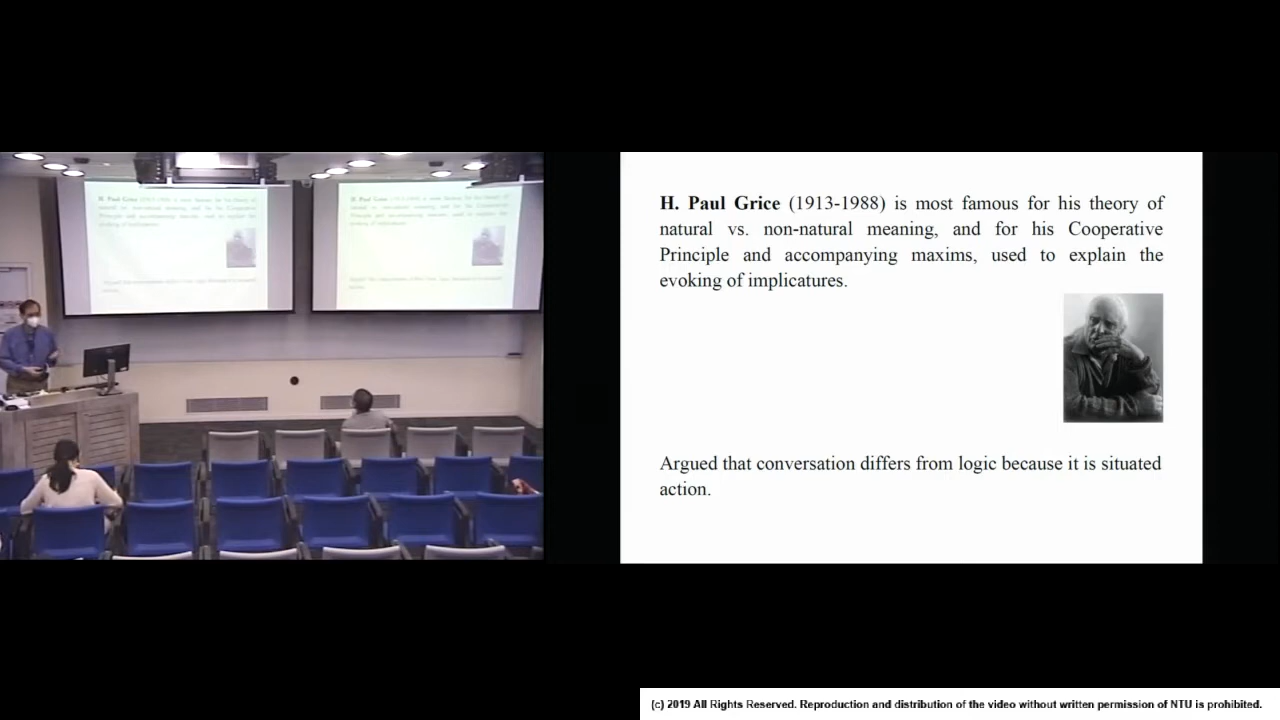 H. Paul Grice (1913-1988) is most famous for his theory of
natural vs. non-natural meaning, and for his Cooperative
Principle and accompanying maxims, used to explain the
evoking of implicatures.
Argued that conversation differs from logic because it is situated
action.
(c) 2019 All Rights Reserved. Reproduction and distribution of the video without written permission of NTU is prohibited.